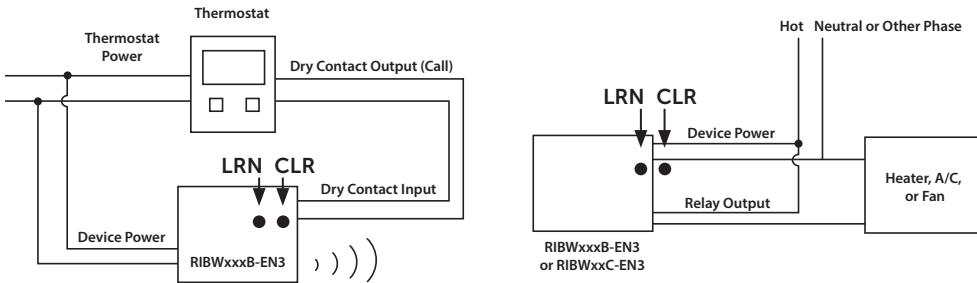 Thermostat
Thermostat
Power
Dry Contact Output (Call)
LRN CLR
Dry Contact Input
Device Power
RIBWxxxB-EN3
Hot Neutral or Other Phase
LRN CLR
Device Power
Heater, A/C,
or Fan
Relay Output
RIBWxxxB-EN3
or RIBWxxC-EN3